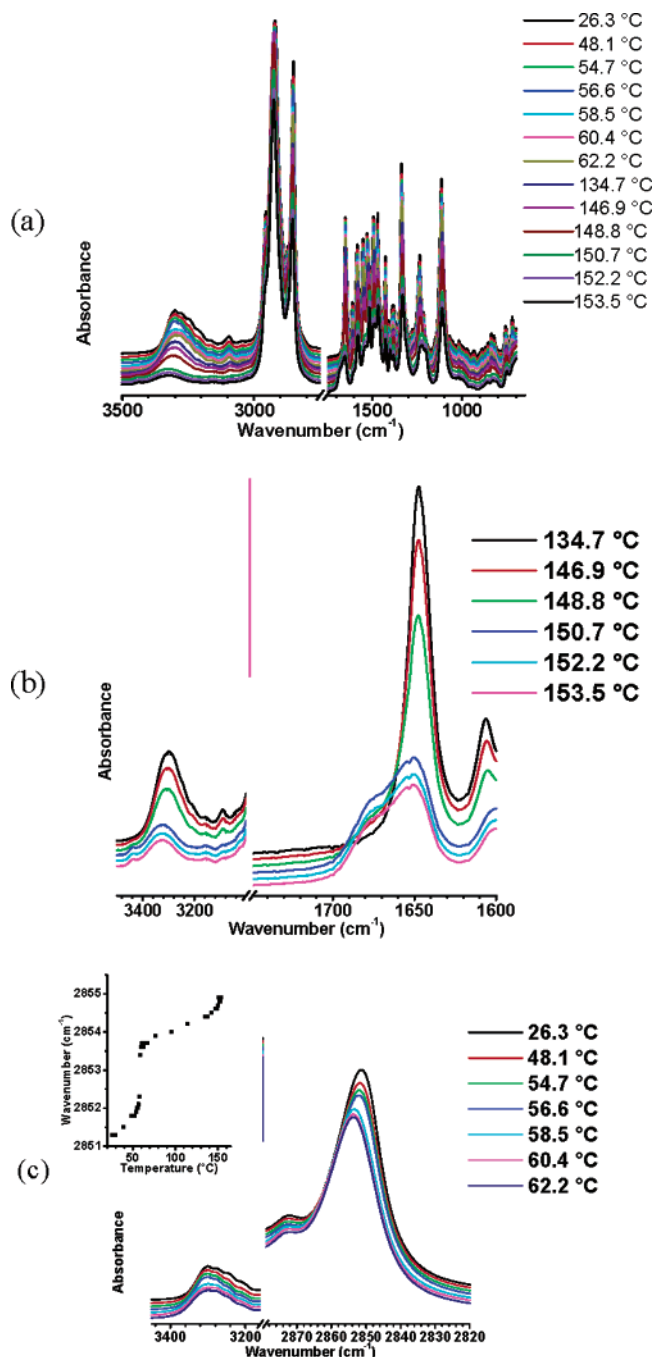 (a)
Absorbance
26.3 °C
48.1 °C
54.7 °C
56.6 °C
58.5 °C
60.4 °C
62.2 °C
134.7 °C
146.9 °C
148.8 °C
150.7 °C
152.2 °C
153.5 °C
3500 3000 1500 1000
Wavenumber (cm⁻¹)
(b)
Absorbance
134.7 °C
146.9 °C
148.8 °C
150.7 °C
152.2 °C
153.5 °C
3400 3200 1700 1650 1600
Wavenumber (cm⁻¹)
(c)
Wavenumber (cm⁻¹)
2855
2854
2853
2852
2851
50 100 150
Temperature (°C)
26.3 °C
48.1 °C
54.7 °C
56.6 °C
58.5 °C
60.4 °C
62.2 °C
Absorbance
3400 3200 2870 2860 2850 2840 2830 2820
Wavenumber (cm⁻¹)